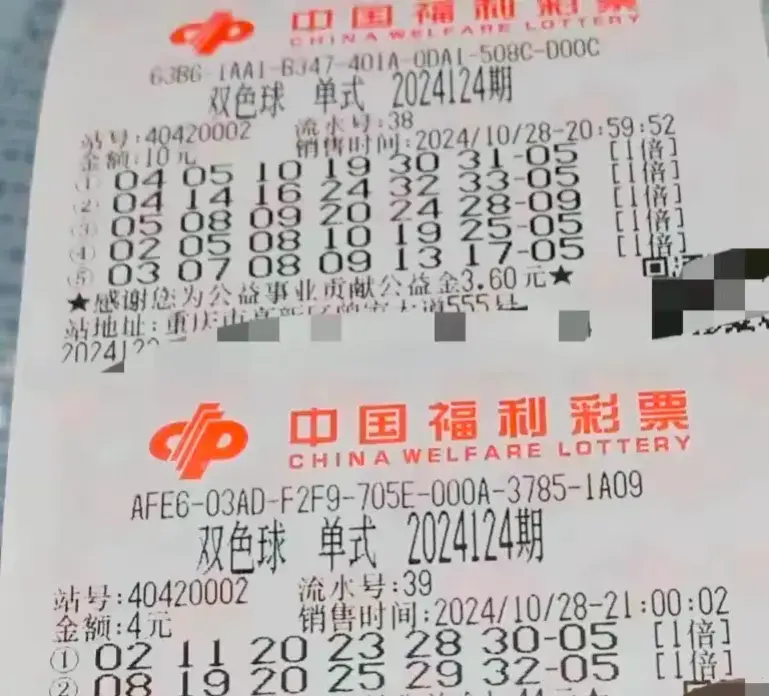 中国福利彩票
CHINA WELFARE LOTTERY
63B6-1AA1-B347-401A-0DA1-508C-D00C
双色球 单式 2024124期
站号:40420002 流水号:38
金额:10元 销售时间:2024/10/28-20:59:52
① 04 05 10 19 30 31-05 [1倍]
② 04 14 16 24 32 33-05 [1倍]
③ 05 08 09 20 24 28-09 [1倍]
④ 02 05 08 10 19 25-05 [1倍]
⑤ 03 07 08 09 13 17-05 [1倍]
★感谢您为公益事业贡献公益金3.60元★
站地址:重庆市高新区 大道555号
中国福利彩票
CHINA WELFARE LOTTERY
AFE6-03AD-F2F9-705E-000A-3785-1A09
双色球 单式 2024124期
站号:40420002 流水号:39
金额:4元 销售时间:2024/10/28-21:00:02
① 02 11 20 23 28 30-05 [1倍]
② 08 19 20 25 29 32-05 [1倍]